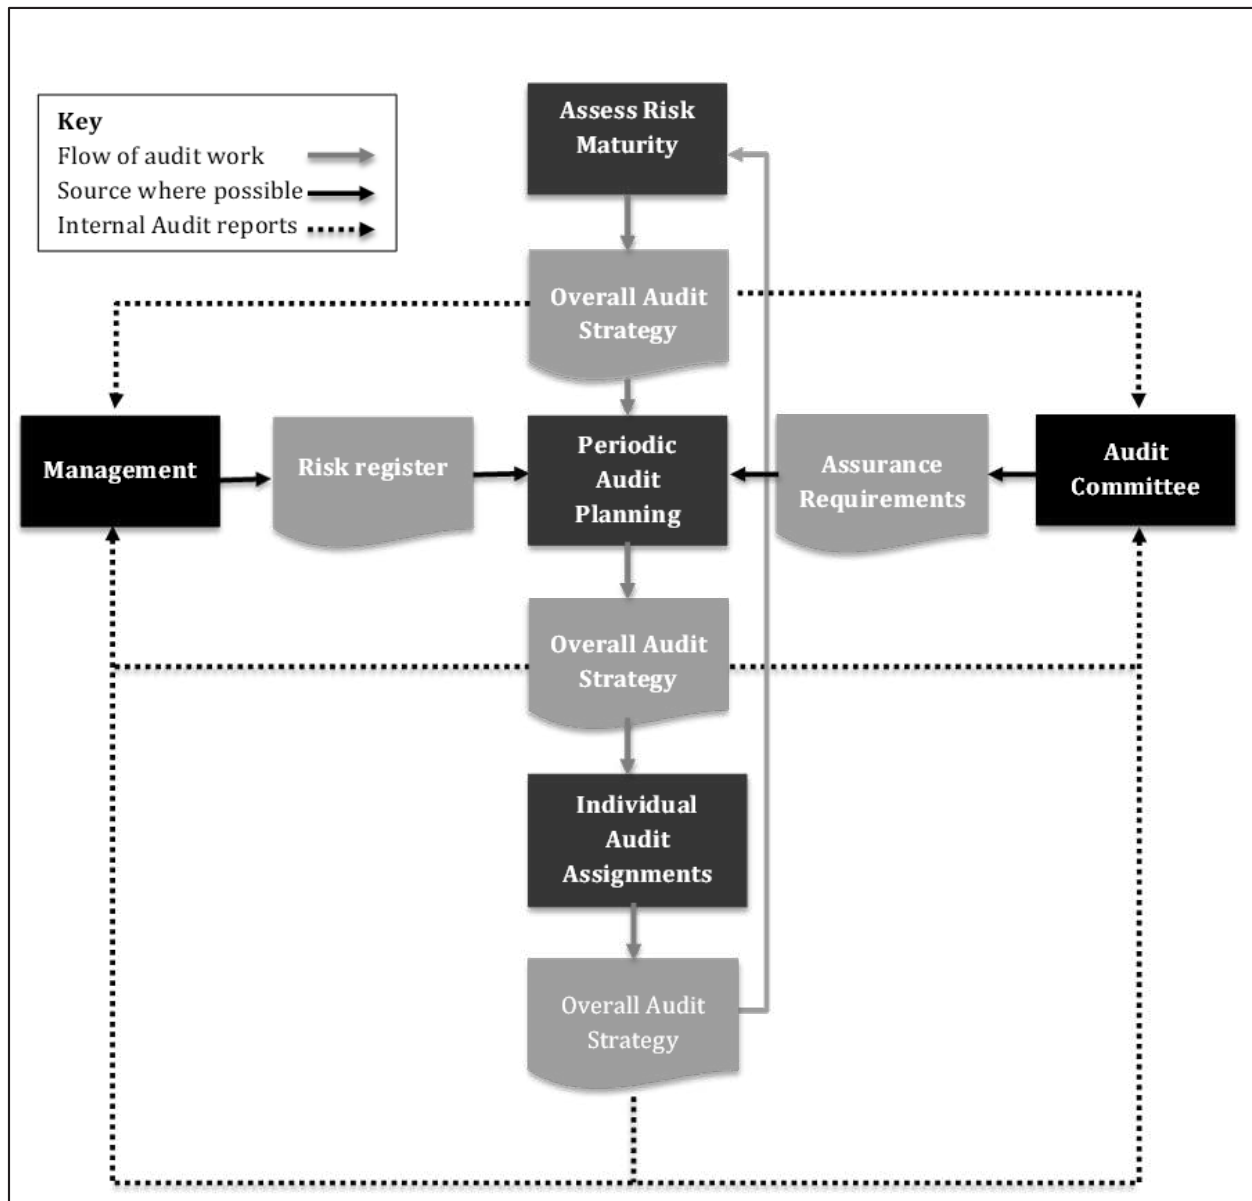 Assess Risk
Maturity
Key
Flow of audit work
Source where possible
Internal Audit reports
Overall Audit
Strategy
Management
Risk register
Periodic
Audit
Planning
Assurance
Requirements
Audit
Committee
Overall Audit
Strategy
Individual
Audit
Assignments
Overall Audit
Strategy